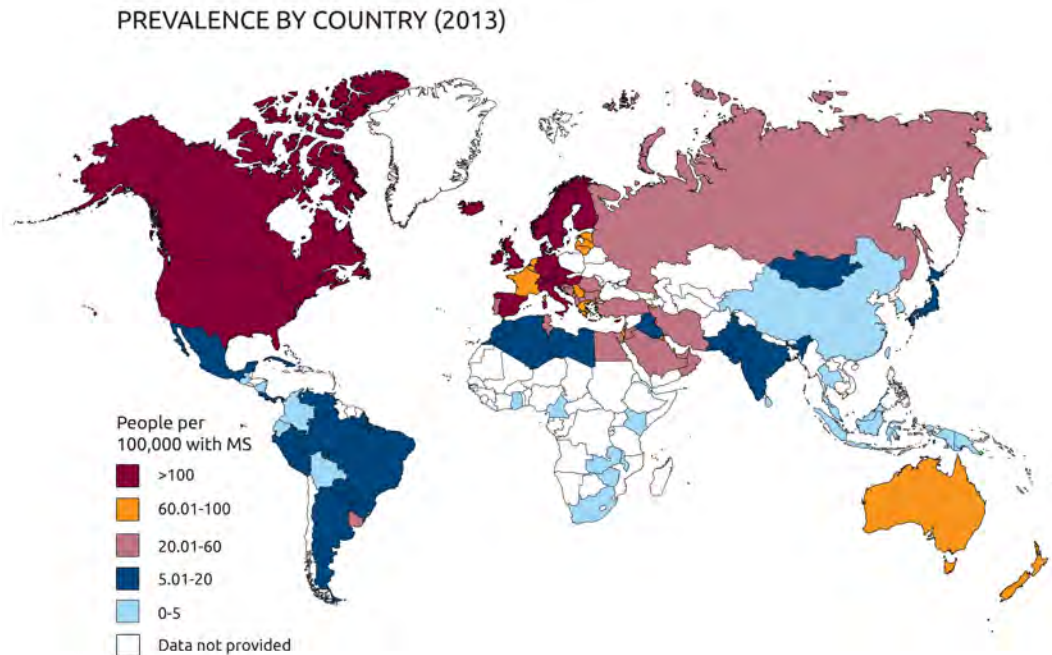 PREVALENCE BY COUNTRY (2013)
People per
100,000 with MS
>100
60.01-100
20.01-60
5.01-20
0-5
Data not provided